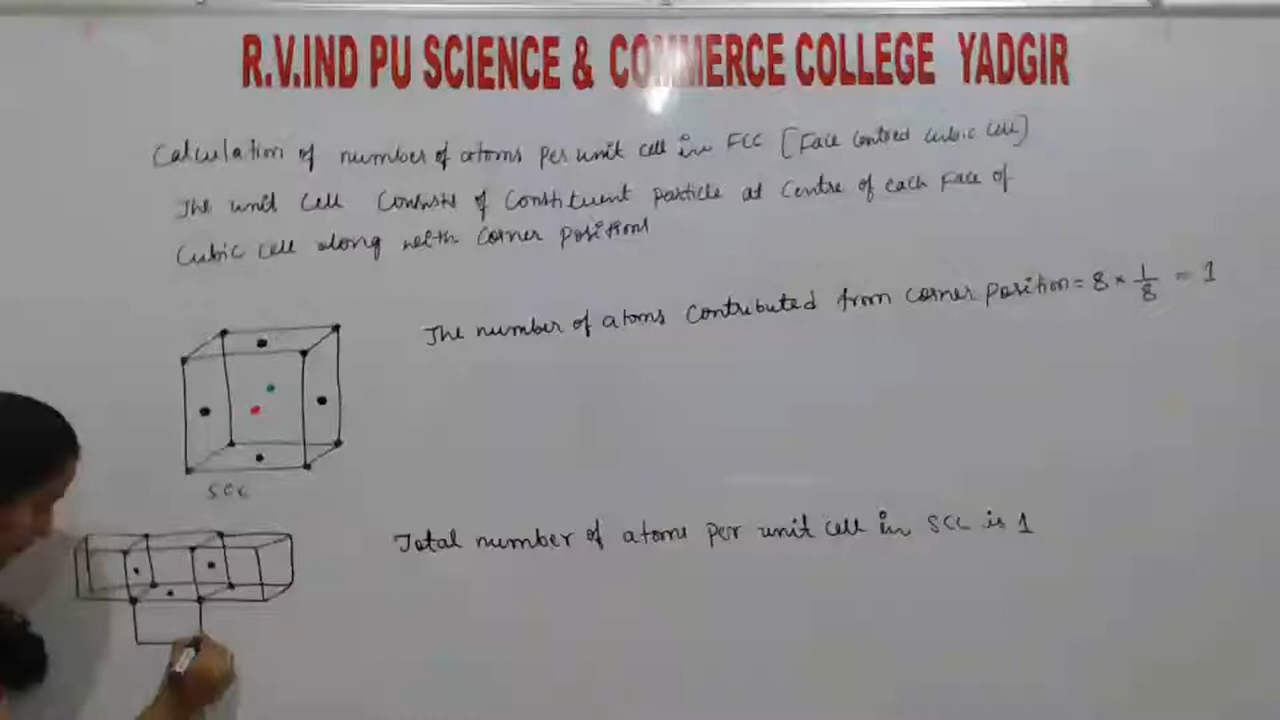 R.V.IND PU SCIENCE & COMMERCE COLLEGE YADGIR
Calculation of number of atoms per unit cell in FCC [Face centred cubic cell]
The unit cell consists of constituent particle at centre of each face of
cubic cell along with corner positions
The number of atoms contributed from corner position = 8 × 1/8 = 1
SCC
Total number of atoms per unit cell in SCC is 1